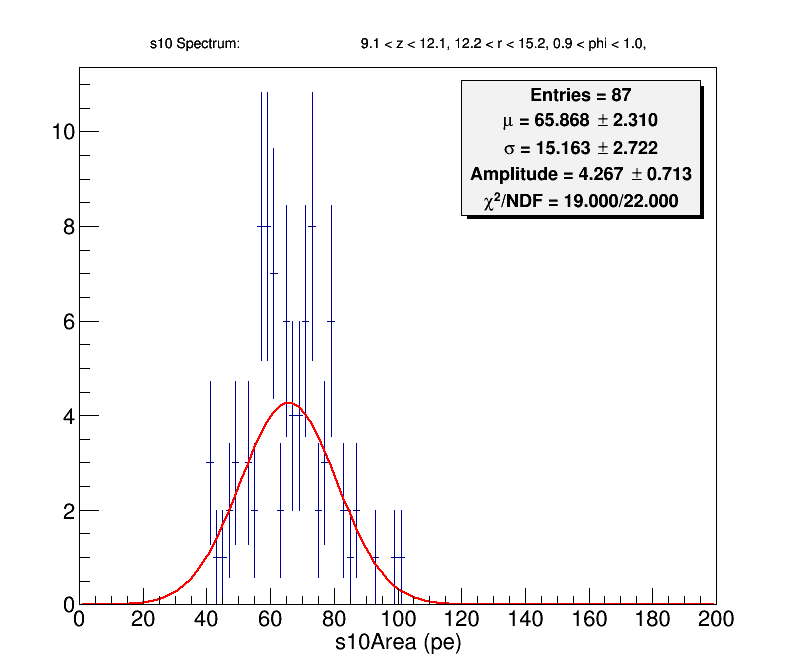 s10 Spectrum: 9.1 < z < 12.1, 12.2 < r < 15.2, 0.9 < phi < 1.0,
Entries = 87
μ = 65.868 ± 2.310
σ = 15.163 ± 2.722
Amplitude = 4.267 ± 0.713
χ²/NDF = 19.000/22.000
10
8
6
4
2
0
0 20 40 60 80 100 120 140 160 180 200
s10Area (pe)